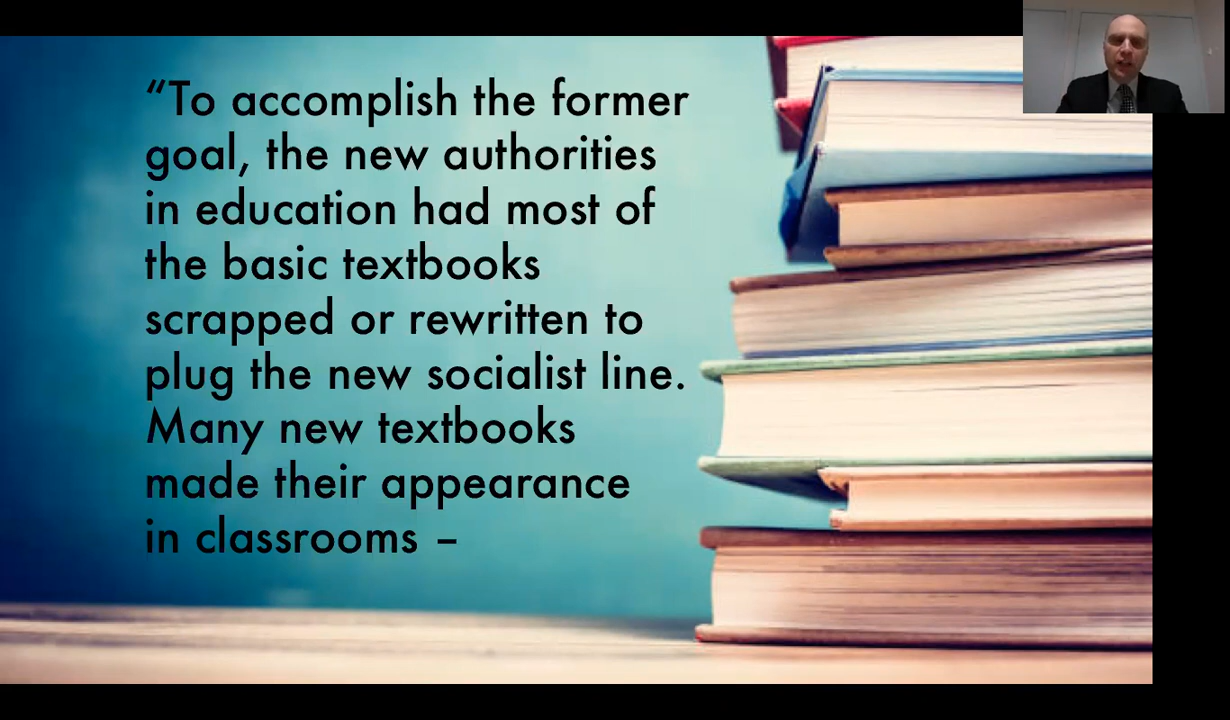 “To accomplish the former
goal, the new authorities
in education had most of
the basic textbooks
scrapped or rewritten to
plug the new socialist line.
Many new textbooks
made their appearance
in classrooms –